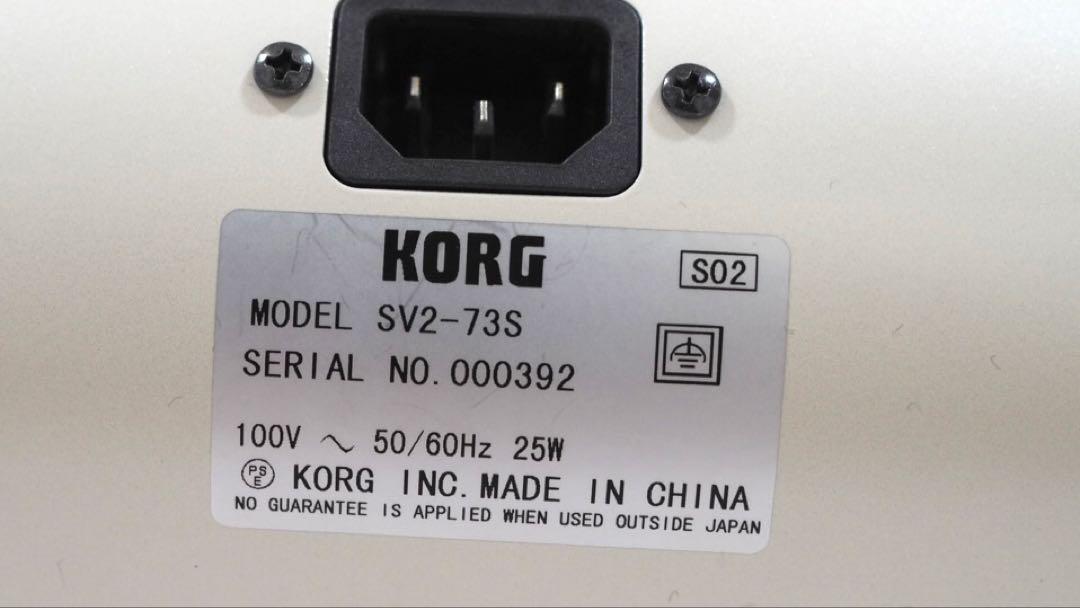 KORG
S02
MODEL SV2-73S
SERIAL NO. 000392
100V ~ 50/60Hz 25W
PSE KORG INC. MADE IN CHINA
NO GUARANTEE IS APPLIED WHEN USED OUTSIDE JAPAN